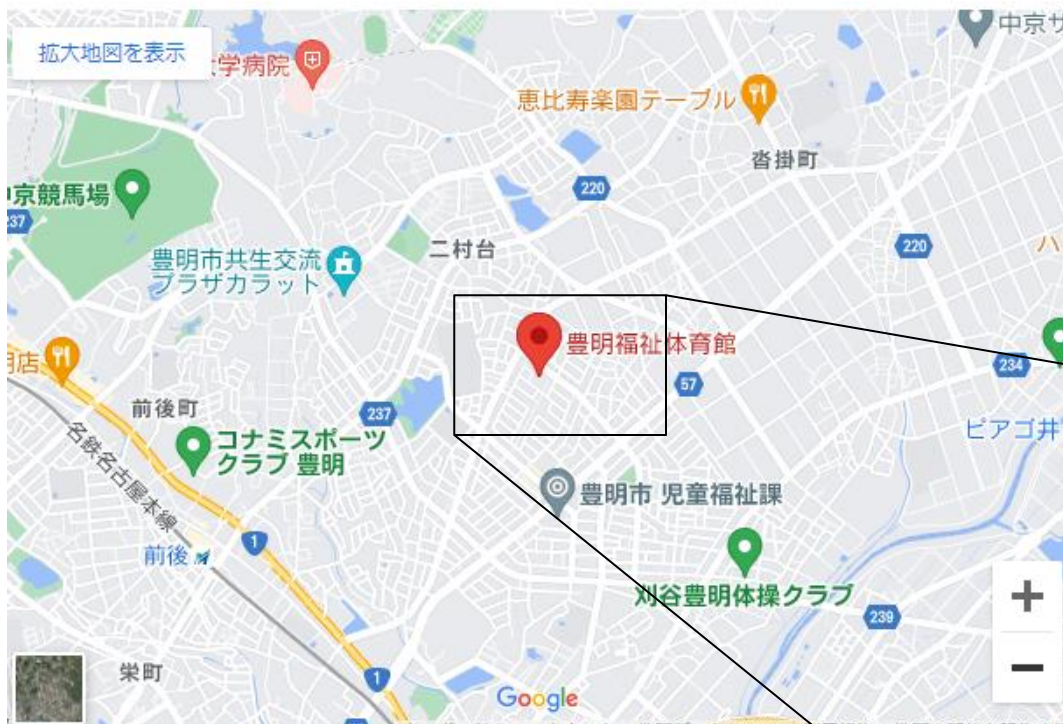 拡大地図を表示
学病院
中京サ
恵比寿楽園テーブル
沓掛町
京競馬場
220
237
二村台
220
豊明市共生交流
プラザカラット
ハ
豊明福祉体育館
明店
234
57
前後町
237
ピアゴ井
コナミスポーツ
クラブ 豊明
名鉄名古屋本線
豊明市 児童福祉課
1
前後
刈谷豊明体操クラブ
239
栄町
1
Google